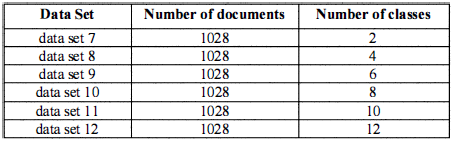 Data Set Number of documents Number of classes
data set 7 1028 2
data set 8 1028 4
data set 9 1028 6
data set 10 1028 8
data set 11 1028 10
data set 12 1028 12